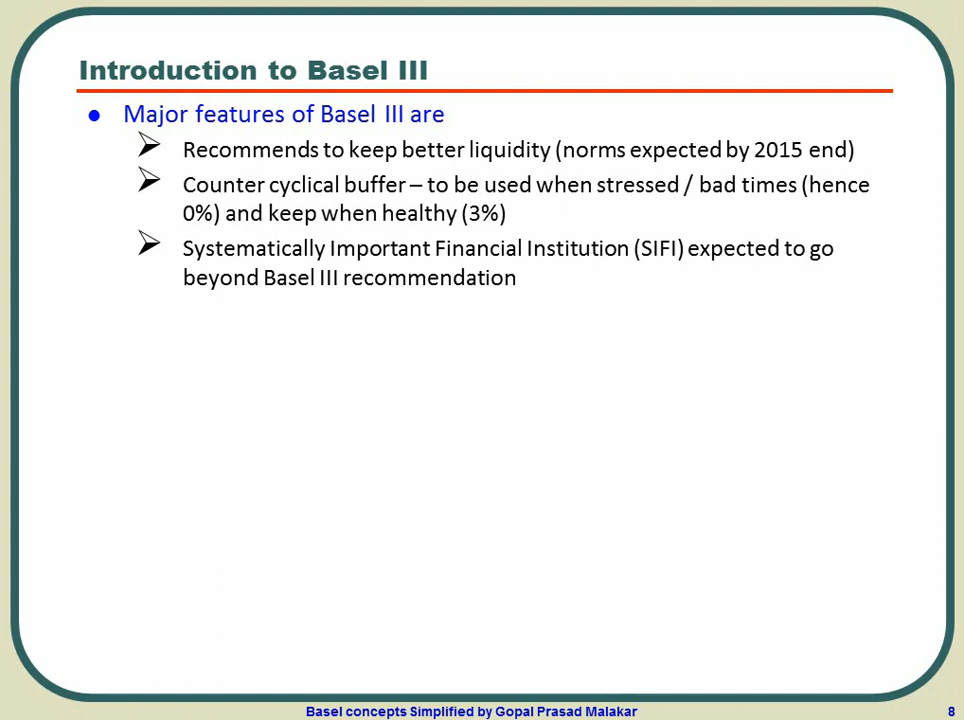 Introduction to Basel III
Major features of Basel III are
Recommends to keep better liquidity (norms expected by 2015 end)
Counter cyclical buffer – to be used when stressed / bad times (hence
0%) and keep when healthy (3%)
Systematically Important Financial Institution (SIFI) expected to go
beyond Basel III recommendation
Basel concepts Simplified by Gopal Prasad Malakar
8